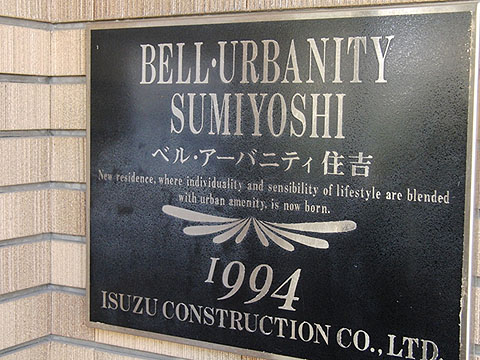 BELL·URBANITY
SUMIYOSHI
ベル·アーバニティ住吉
New residence, where individuality and sensibility of lifestyle are blended
with urban amenity, is now born.
1994
ISUZU CONSTRUCTION CO., LTD.